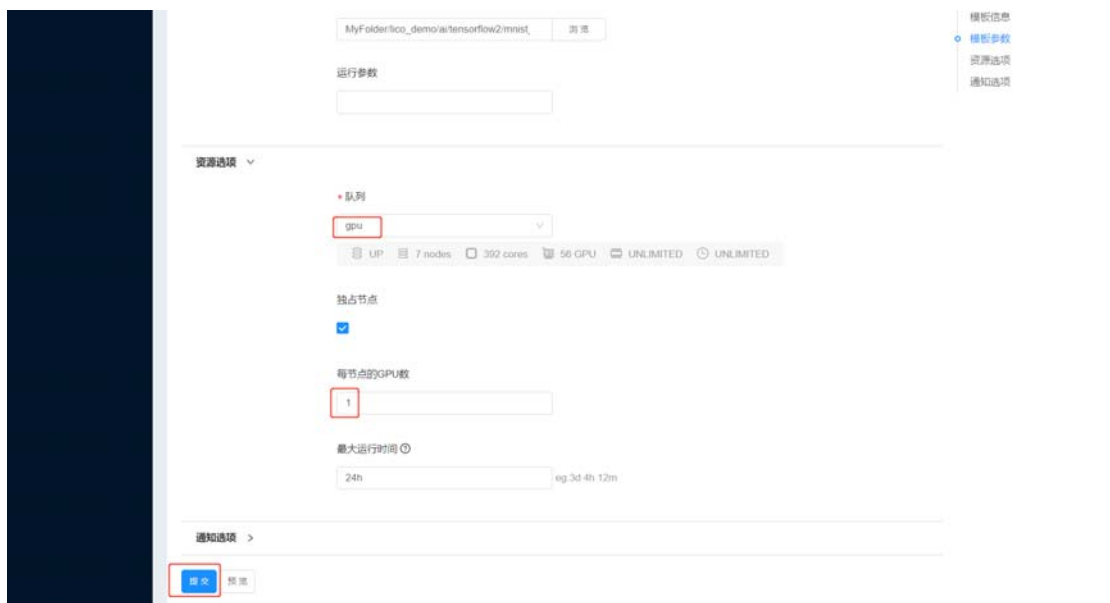 MyFolder/lico_demo/ai/tensorflow2/mnist_ 浏 览
运行参数
资源选项
* 队列
gpu
UP 7 nodes 392 cores 56 GPU UNLIMITED UNLIMITED
独占节点
每节点的GPU数
1
最大运行时间
24h eg.3d 4h 12m
通知选项
提 交 预 览
模板信息
模板参数
资源选项
通知选项